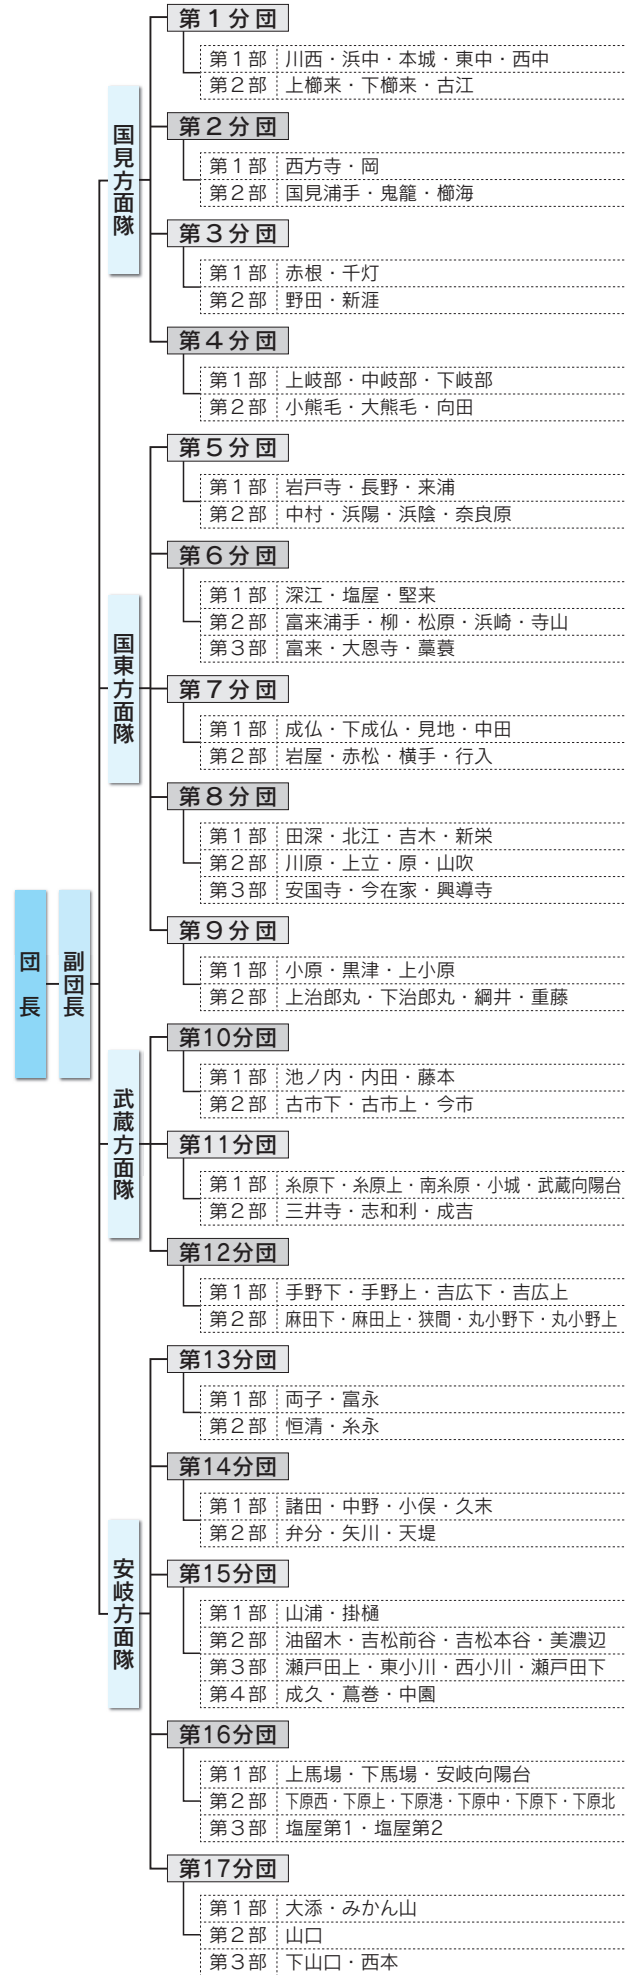 団長
副団長
国見方面隊
第1分団
第1部 川西・浜中・本城・東中・西中
第2部 上櫛来・下櫛来・古江
第2分団
第1部 西方寺・岡
第2部 国見浦手・鬼籠・櫛海
第3分団
第1部 赤根・千灯
第2部 野田・新涯
第4分団
第1部 上岐部・中岐部・下岐部
第2部 小熊毛・大熊毛・向田
国東方面隊
第5分団
第1部 岩戸寺・長野・来浦
第2部 中村・浜陽・浜陰・奈良原
第6分団
第1部 深江・塩屋・堅来
第2部 富来浦手・柳・松原・浜崎・寺山
第3部 富来・大恩寺・藁蓑
第7分団
第1部 成仏・下成仏・見地・中田
第2部 岩屋・赤松・横手・行入
第8分団
第1部 田深・北江・吉木・新栄
第2部 川原・上立・原・山吹
第3部 安国寺・今在家・興導寺
第9分団
第1部 小原・黒津・上小原
第2部 上治郎丸・下治郎丸・綱井・重藤
武蔵方面隊
第10分団
第1部 池ノ内・内田・藤本
第2部 古市下・古市上・今市
第11分団
第1部 糸原下・糸原上・南糸原・小城・武蔵向陽台
第2部 三井寺・志和利・成吉
第12分団
第1部 手野下・手野上・吉広下・吉広上
第2部 麻田下・麻田上・狭間・丸小野下・丸小野上
安岐方面隊
第13分団
第1部 両子・富永
第2部 恒清・糸永
第14分団
第1部 諸田・中野・小俣・久末
第2部 弁分・矢川・天堤
第15分団
第1部 山浦・掛樋
第2部 油留木・吉松前谷・吉松本谷・美濃辺
第3部 瀬戸田上・東小川・西小川・瀬戸田下
第4部 成久・蔦巻・中園
第16分団
第1部 上馬場・下馬場・安岐向陽台
第2部 下原西・下原上・下原港・下原中・下原下・下原北
第3部 塩屋第1・塩屋第2
第17分団
第1部 大添・みかん山
第2部 山口
第3部 下山口・西本